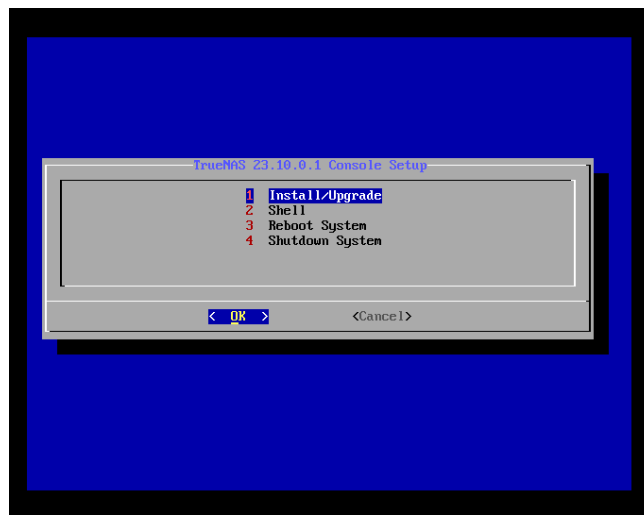 TrueNAS 23.10.0.1 Console Setup
1 Install/Upgrade
2 Shell
3 Reboot System
4 Shutdown System
< OK > <Cancel>